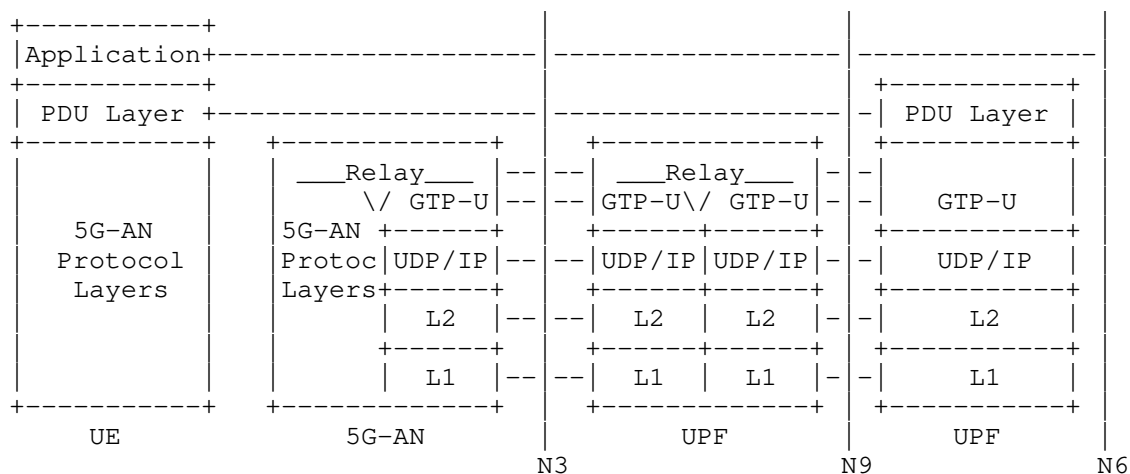 Application
PDU Layer PDU Layer
Relay Relay
GTP-U GTP-U GTP-U GTP-U
5G-AN 5G-AN
Protocol Protoc UDP/IP UDP/IP UDP/IP UDP/IP
Layers Layers
L2 L2 L2 L2
L1 L1 L1 L1
UE 5G-AN UPF UPF
N3 N9 N6